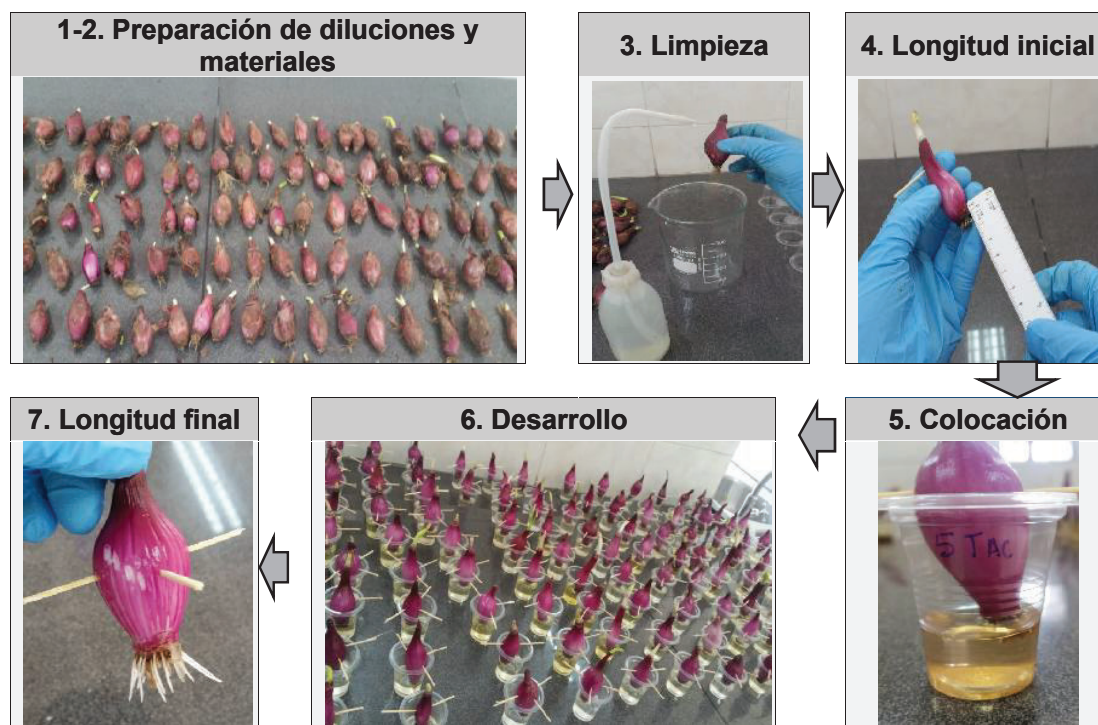 1-2. Preparación de diluciones y
materiales
3. Limpieza
4. Longitud inicial
5. Colocación
5 TAC
6. Desarrollo
7. Longitud final